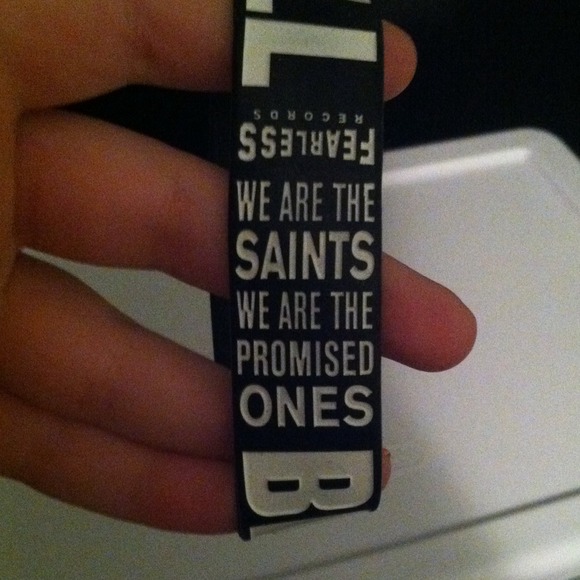 L
FEARLESS
RECORDS
WE ARE THE
SAINTS
WE ARE THE
PROMISED
ONES
B